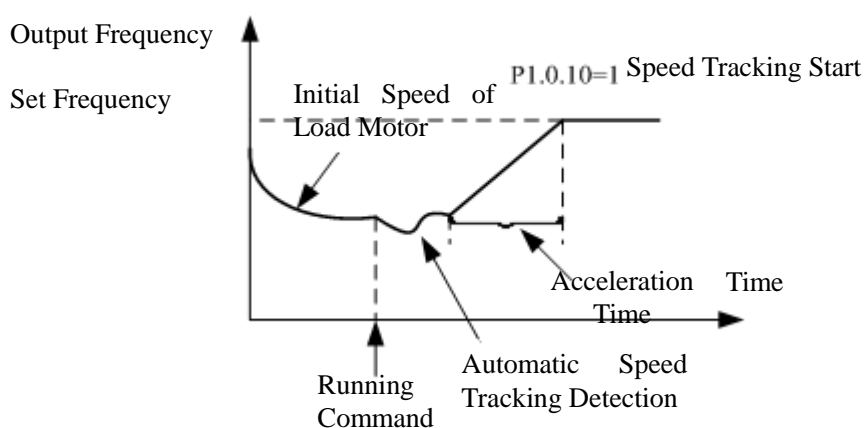 Output Frequency
P1.0.10=1 Speed Tracking Start
Set Frequency
Initial Speed of
Load Motor
Acceleration Time
Time
Automatic Speed
Tracking Detection
Running
Command